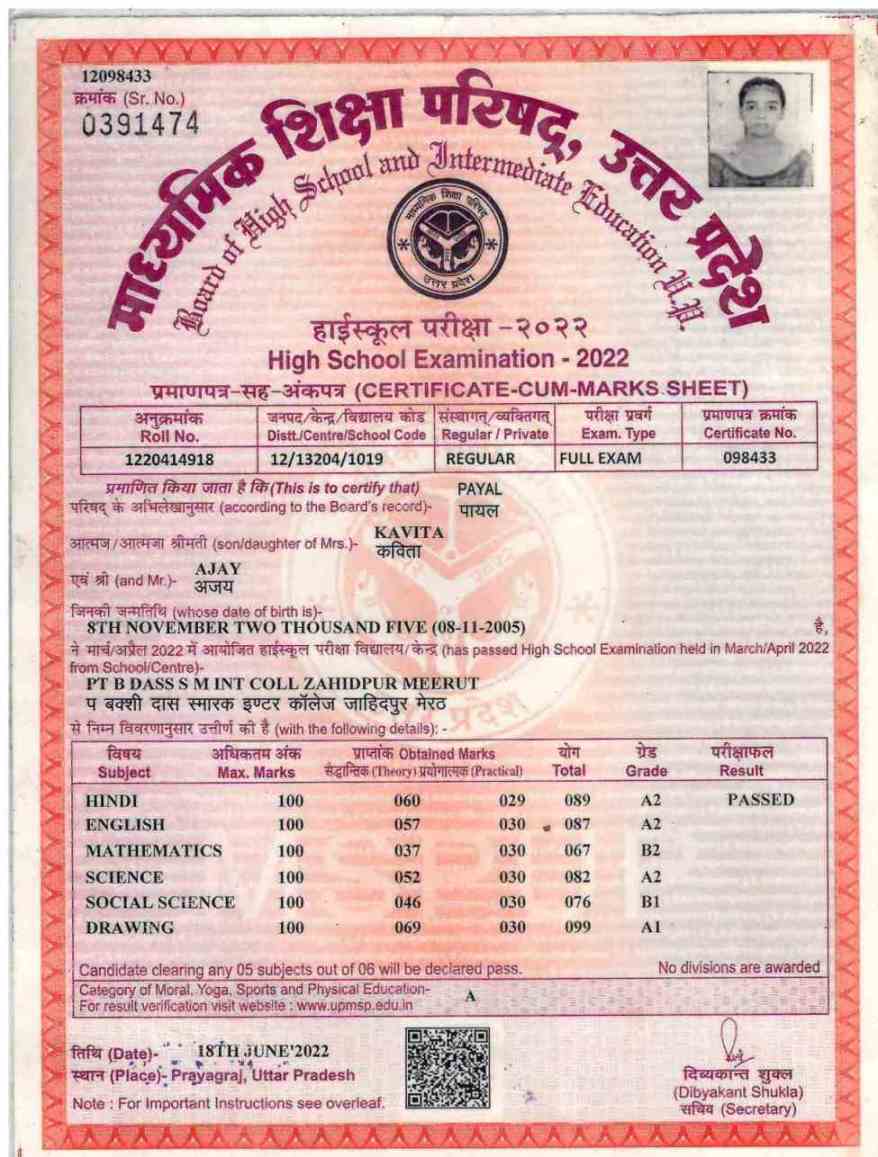 12098433
क्रमांक (Sr. No.)
0391474
माध्यमिक शिक्षा परिषद्, उत्तर प्रदेश
Board of High School and Intermediate Education U.P.
माध्यमिक शिक्षा परिषद्
उत्तर प्रदेश
हाईस्कूल परीक्षा -२०२२
High School Examination - 2022
प्रमाणपत्र-सह-अंकपत्र (CERTIFICATE-CUM-MARKS SHEET)
अनुक्रमांक जनपद/केन्द्र/विद्यालय कोड संस्थागत/व्यक्तिगत परीक्षा प्रवर्ग प्रमाणपत्र क्रमांक
Roll No. Distt./Centre/School Code Regular / Private Exam. Type Certificate No.
1220414918 12/13204/1019 REGULAR FULL EXAM 098433
प्रमाणित किया जाता है कि (This is to certify that) PAYAL
परिषद् के अभिलेखानुसार (according to the Board's record)- पायल
आत्मज/आत्मजा श्रीमती (son/daughter of Mrs.)- KAVITA
कविता
एवं श्री (and Mr.)- AJAY
अजय
जिनकी जन्मतिथि (whose date of birth is)-
8TH NOVEMBER TWO THOUSAND FIVE (08-11-2005) है,
ने मार्च/अप्रैल 2022 में आयोजित हाईस्कूल परीक्षा विद्यालय/केन्द्र (has passed High School Examination held in March/April 2022
from School/Centre)-
PT B DASS S M INT COLL ZAHIDPUR MEERUT
प बक्शी दास स्मारक इण्टर कॉलेज जाहिदपुर मेरठ
से निम्न विवरणानुसार उत्तीर्ण की है (with the following details): -
विषय अधिकतम अंक प्राप्तांक Obtained Marks योग ग्रेड परीक्षाफल
Subject Max. Marks सैद्धान्तिक (Theory) प्रयोगात्मक (Practical) Total Grade Result
HINDI 100 060 029 089 A2 PASSED
ENGLISH 100 057 030 087 A2
MATHEMATICS 100 037 030 067 B2
SCIENCE 100 052 030 082 A2
SOCIAL SCIENCE 100 046 030 076 B1
DRAWING 100 069 030 099 A1
Candidate clearing any 05 subjects out of 06 will be declared pass. No divisions are awarded
Category of Moral, Yoga, Sports and Physical Education- A
For result verification visit website : www.upmsp.edu.in
तिथि (Date)- 18TH JUNE'2022
स्थान (Place)- Prayagraj, Uttar Pradesh
Note : For Important Instructions see overleaf.
दिव्यकान्त शुक्ल
(Dibyakant Shukla)
सचिव (Secretary)